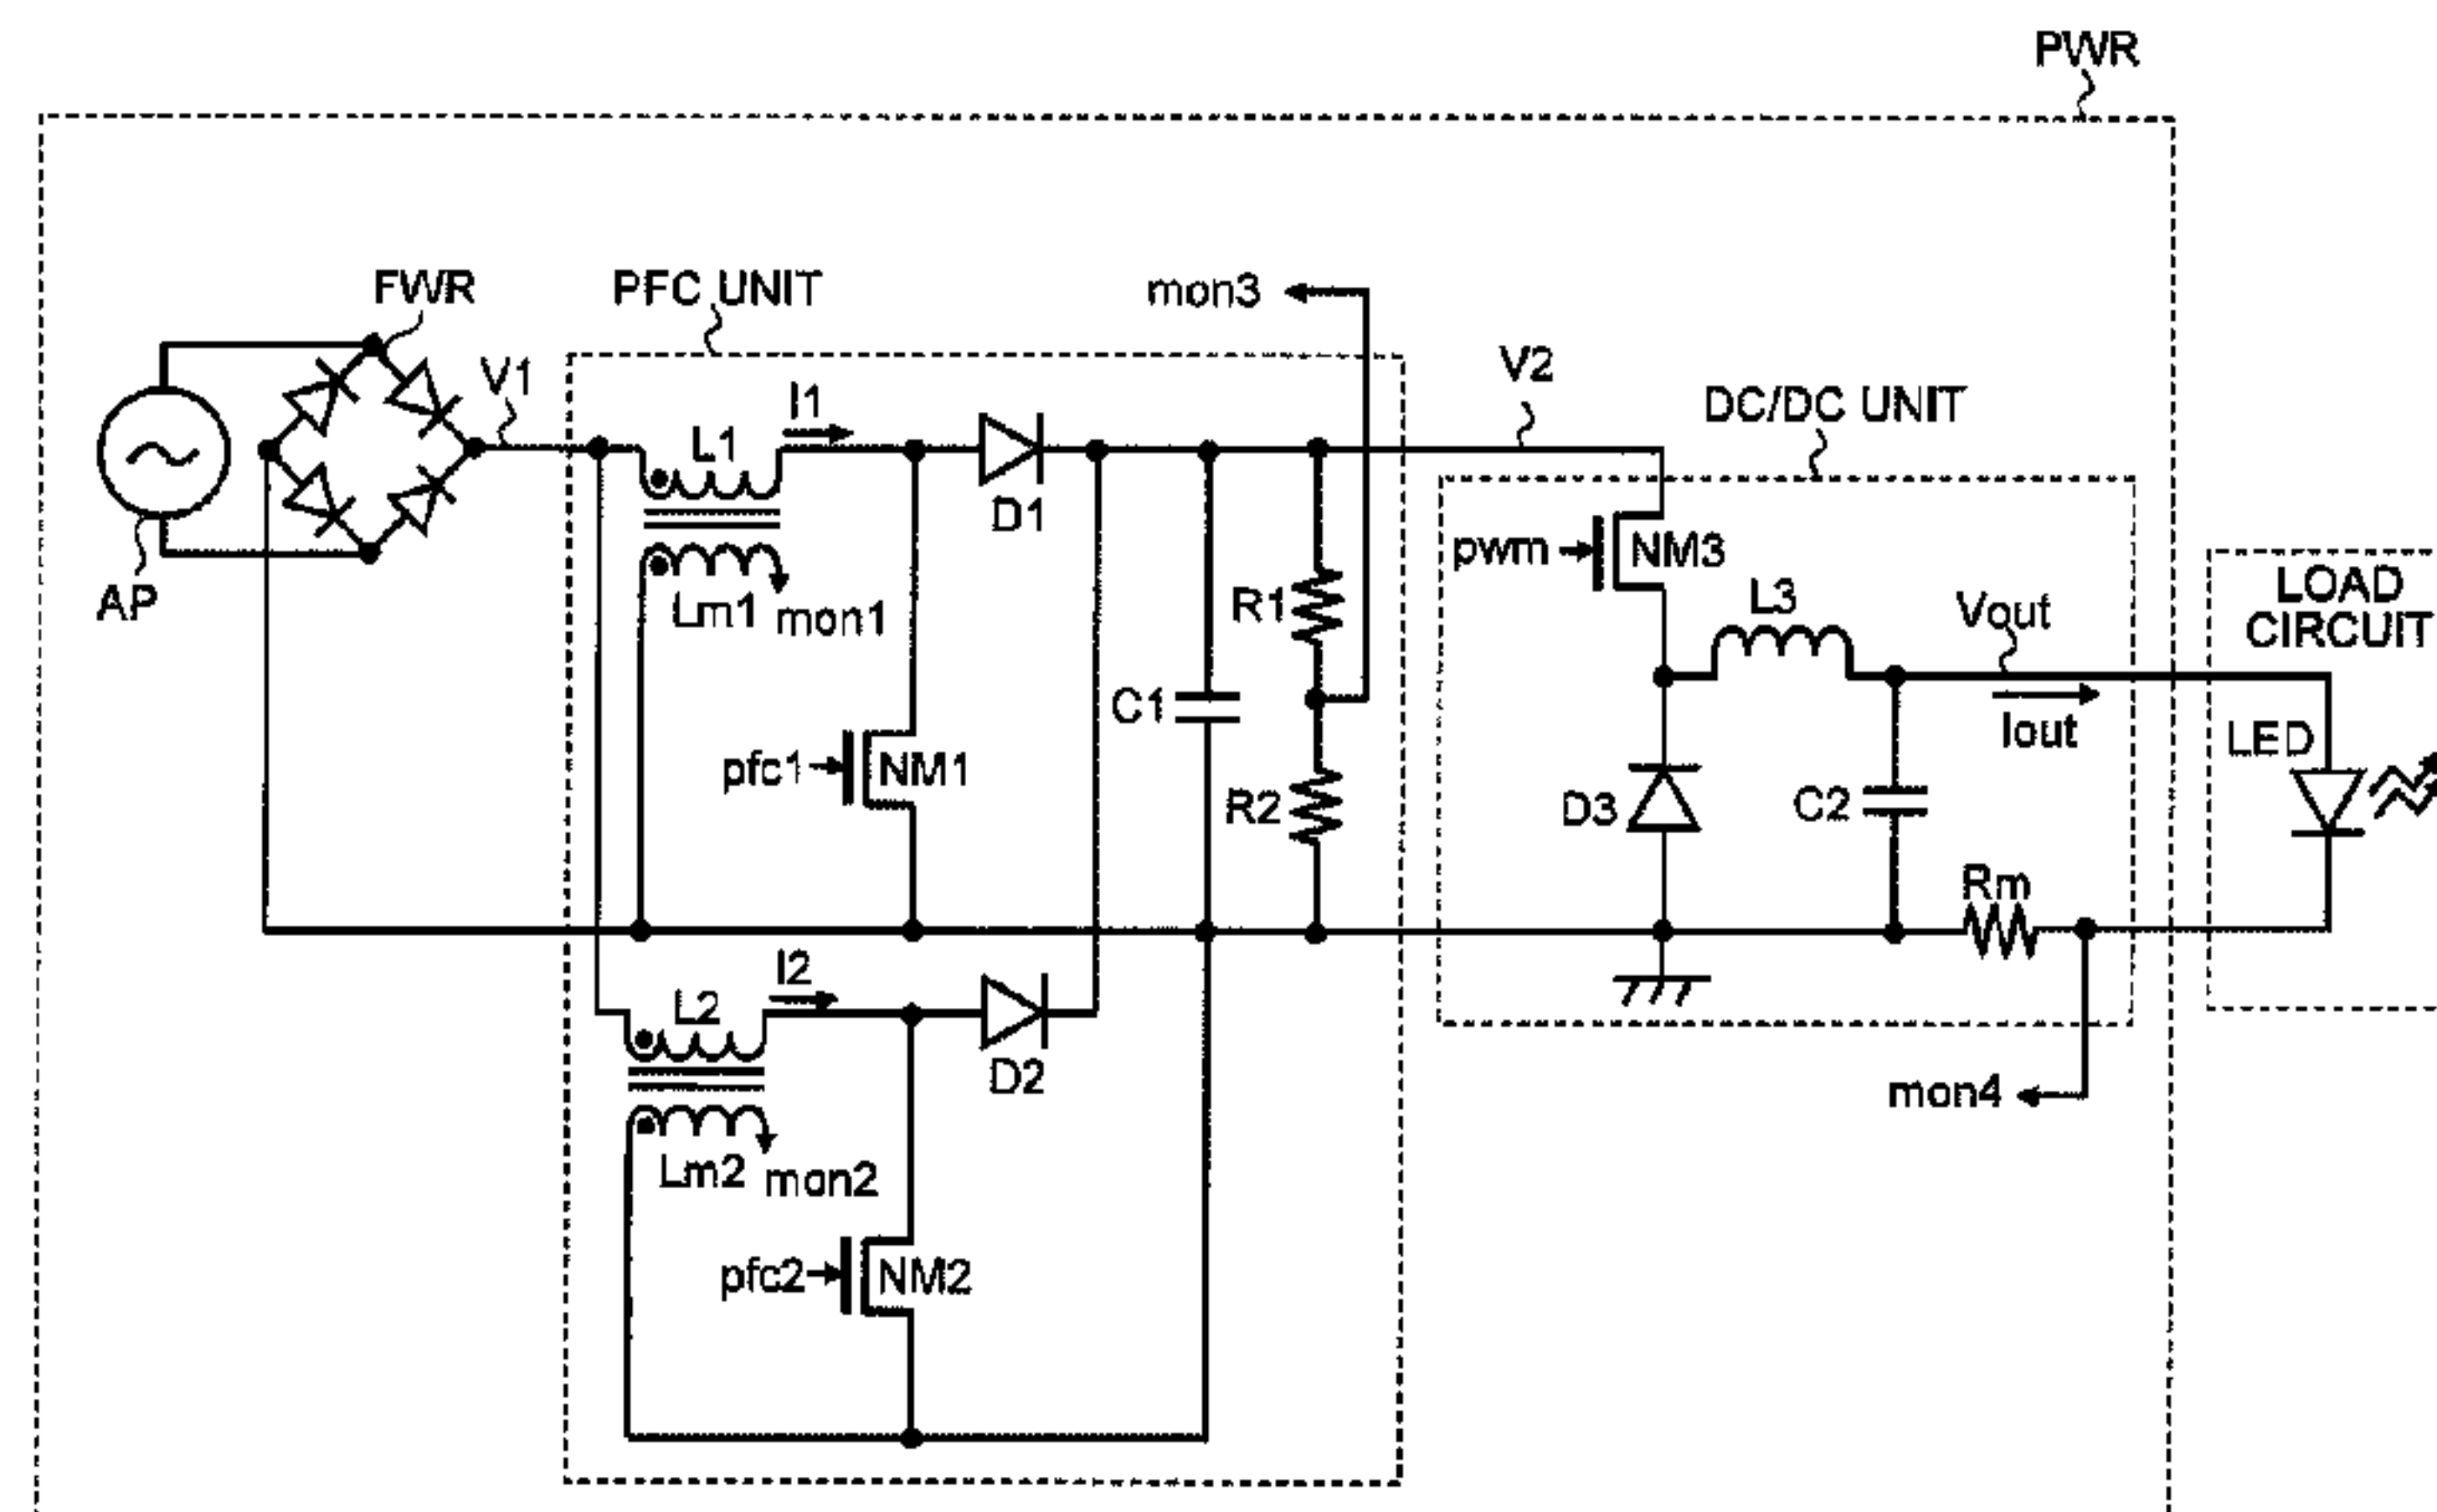 PWR
FWR
PFC UNIT
mon3
V1
I1
V2
DC/DC UNIT
L1
D1
pwm
NM3
AP
Lm1
mon1
R1
L3
Vout
LOAD
CIRCUIT
C1
Iout
LED
pfc1
NM1
R2
D3
C2
Rm
I2
L2
D2
mon4
Lm2
mon2
pfc2
NM2